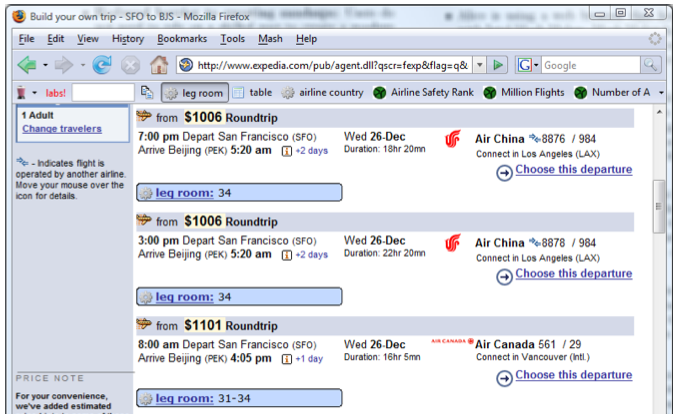 Build your own trip - SFO to BJS - Mozilla Firefox
File Edit View History Bookmarks Tools Mash Help
http://www.expedia.com/pub/agent.dll?qscr=fexp&flag=q& G Google
labs! leg room table airline country Airline Safety Rank Million Flights Number of A
1 Adult
Change travelers
- Indicates flight is
operated by another airline.
Move your mouse over the
icon for details.
from $1006 Roundtrip
7:00 pm Depart San Francisco (SFO) Wed 26-Dec Air China 8876 / 984
Arrive Beijing (PEK) 5:20 am +2 days Duration: 18hr 20mn Connect in Los Angeles (LAX)
Choose this departure
leg room: 34
from $1006 Roundtrip
3:00 pm Depart San Francisco (SFO) Wed 26-Dec Air China 8878 / 984
Arrive Beijing (PEK) 5:20 am +2 days Duration: 22hr 20mn Connect in Los Angeles (LAX)
Choose this departure
leg room: 34
from $1101 Roundtrip
8:00 am Depart San Francisco (SFO) Wed 26-Dec AIR CANADA Air Canada 561 / 29
Arrive Beijing (PEK) 4:05 pm +1 day Duration: 16hr 5mn Connect in Vancouver (Intl.)
Choose this departure
leg room: 31-34
PRICE NOTE
For your convenience,
we've added estimated